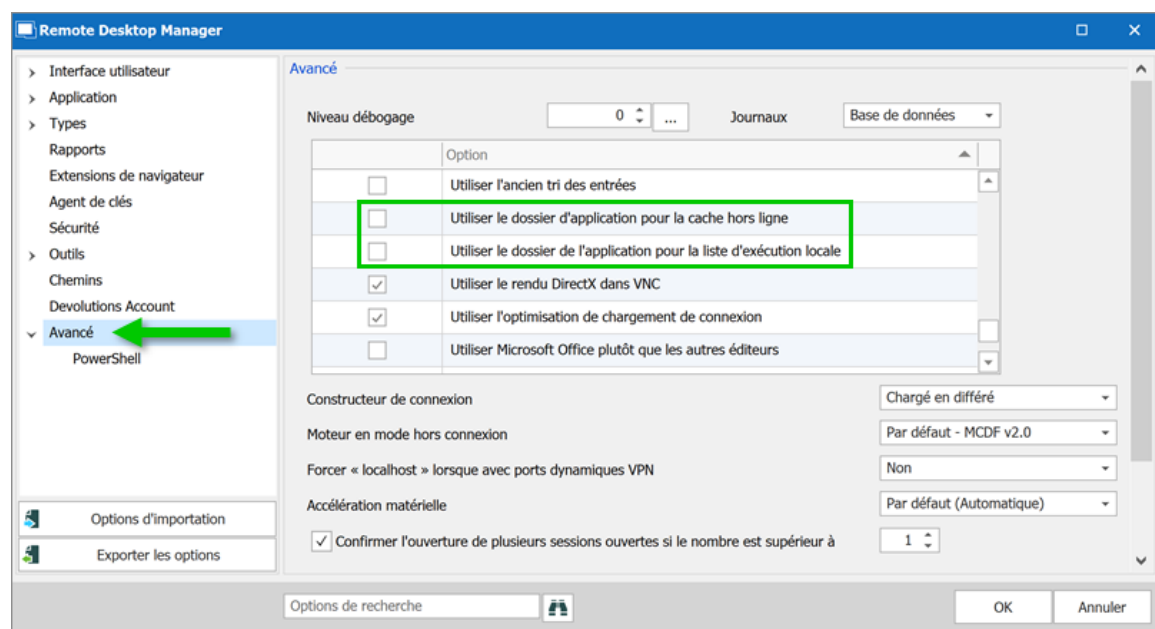 Remote Desktop Manager
Interface utilisateur
Application
Types
Rapports
Extensions de navigateur
Agent de clés
Sécurité
Outils
Chemins
Devolutions Account
Avancé
PowerShell
Options d'importation
Exporter les options
Avancé
Niveau débogage 0 ... Journaux Base de données
Option
Utiliser l'ancien tri des entrées
Utiliser le dossier d'application pour la cache hors ligne
Utiliser le dossier de l'application pour la liste d'exécution locale
Utiliser le rendu DirectX dans VNC
Utiliser l'optimisation de chargement de connexion
Utiliser Microsoft Office plutôt que les autres éditeurs
Constructeur de connexion Chargé en différé
Moteur en mode hors connexion Par défaut - MCDF v2.0
Forcer « localhost » lorsque avec ports dynamiques VPN Non
Accélération matérielle Par défaut (Automatique)
Confirmer l'ouverture de plusieurs sessions ouvertes si le nombre est supérieur à 1
Options de recherche
OK Annuler